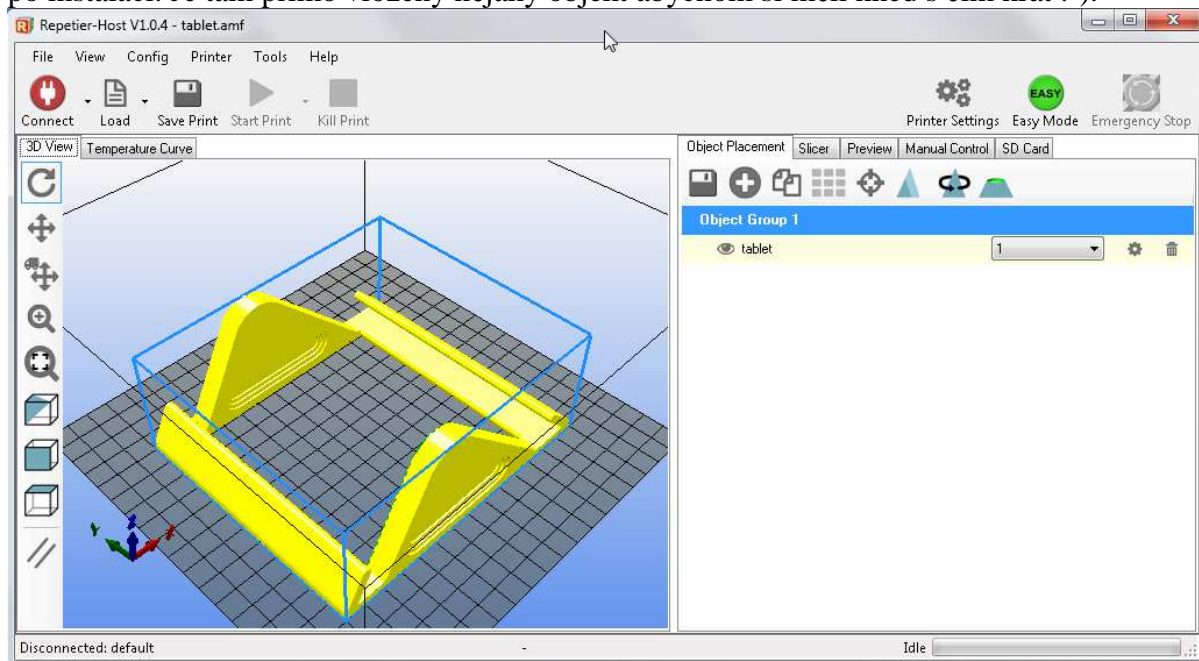 Repetier-Host V1.0.4 - tablet.amf
File View Config Printer Tools Help
Connect Load Save Print Start Print Kill Print Printer Settings Easy Mode Emergency Stop
EASY
3D View Temperature Curve
Object Placement Slicer Preview Manual Control SD Card
Object Group 1
tablet 1
Disconnected: default - Idle